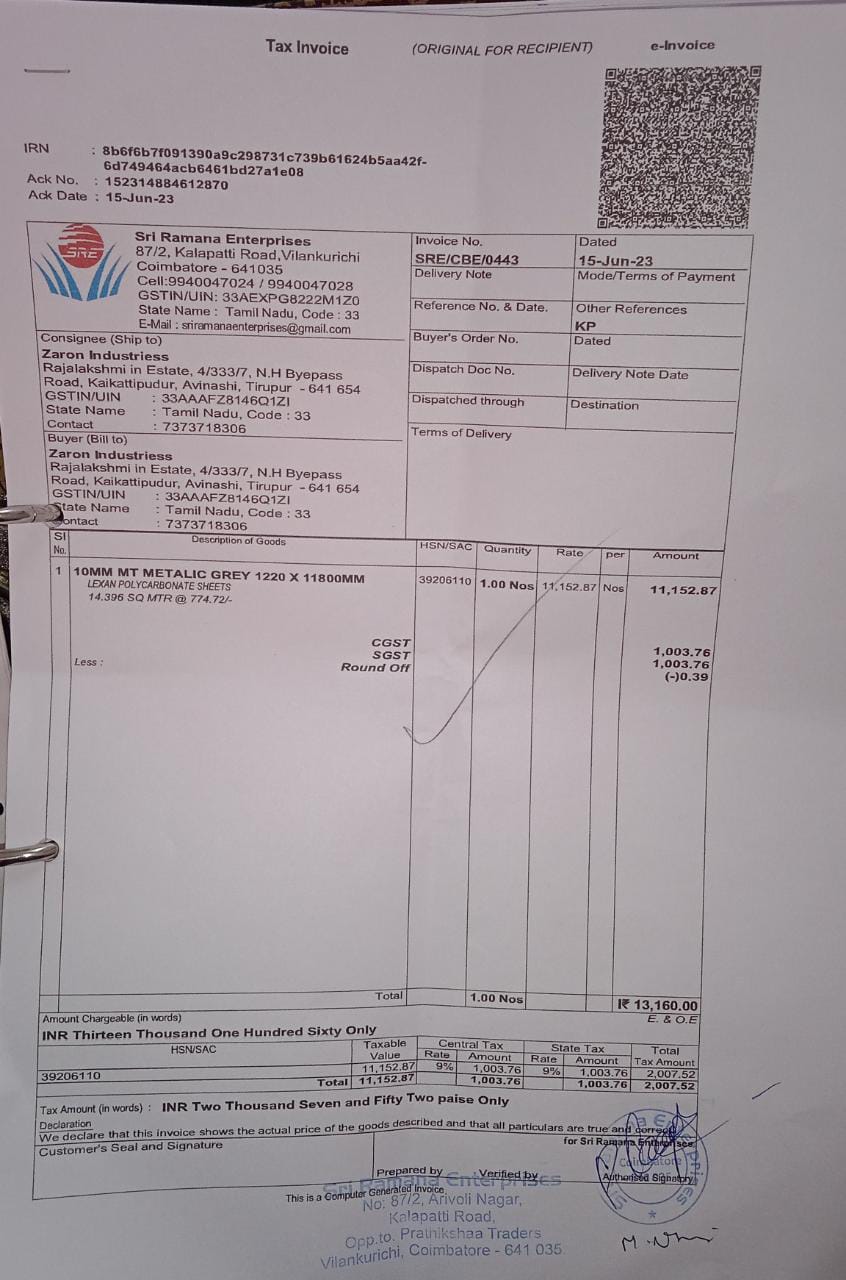 Tax Invoice (ORIGINAL FOR RECIPIENT) e-Invoice
IRN : 8b6f6b7f091390a9c298731c739b61624b5aa42f-
6d749464acb6461bd27a1e08
Ack No. : 152314884612870
Ack Date : 15-Jun-23
SRE
Sri Ramana Enterprises
87/2, Kalapatti Road,Vilankurichi
Coimbatore - 641035
Cell:9940047024 / 9940047028
GSTIN/UIN: 33AEXPG8222M1Z0
State Name : Tamil Nadu, Code : 33
E-Mail : sriramanaenterprises@gmail.com
Invoice No. Dated
SRE/CBE/0443 15-Jun-23
Delivery Note Mode/Terms of Payment
Reference No. & Date. Other References
KP
Buyer's Order No. Dated
Dispatch Doc No. Delivery Note Date
Dispatched through Destination
Terms of Delivery
Consignee (Ship to)
Zaron Industriess
Rajalakshmi in Estate, 4/333/7, N.H Byepass
Road, Kaikattipudur, Avinashi, Tirupur - 641 654
GSTIN/UIN : 33AAAFZ8146Q1ZI
State Name : Tamil Nadu, Code : 33
Contact : 7373718306
Buyer (Bill to)
Zaron Industriess
Rajalakshmi in Estate, 4/333/7, N.H Byepass
Road, Kaikattipudur, Avinashi, Tirupur - 641 654
GSTIN/UIN : 33AAAFZ8146Q1ZI
State Name : Tamil Nadu, Code : 33
ontact : 7373718306
Sl No. Description of Goods HSN/SAC Quantity Rate per Amount
1 10MM MT METALIC GREY 1220 X 11800MM 39206110 1.00 Nos 11,152.87 Nos 11,152.87
LEXAN POLYCARBONATE SHEETS
14.396 SQ MTR @ 774.72/-
CGST 1,003.76
SGST 1,003.76
Less : Round Off (-)0.39
Total 1.00 Nos I₹ 13,160.00
Amount Chargeable (in words) E. & O.E
INR Thirteen Thousand One Hundred Sixty Only
HSN/SAC Taxable Value Central Tax State Tax Total Tax Amount
Rate Amount Rate Amount
39206110 11,152.87 9% 1,003.76 9% 1,003.76 2,007.52
Total 11,152.87 1,003.76 1,003.76 2,007.52
Tax Amount (in words) : INR Two Thousand Seven and Fifty Two paise Only
Declaration
We declare that this invoice shows the actual price of the goods described and that all particulars are true and correct.
Customer's Seal and Signature for Sri Ramana Enterprises
Prepared by Verified by Authorised Signatory
This is a Computer Generated Invoice
Sri Ramana Enterprises
No: 87/2, Arivoli Nagar,
Kalapatti Road,
Opp.to. Prathikshaa Traders
Vilankurichi, Coimbatore - 641 035
Coimbatore